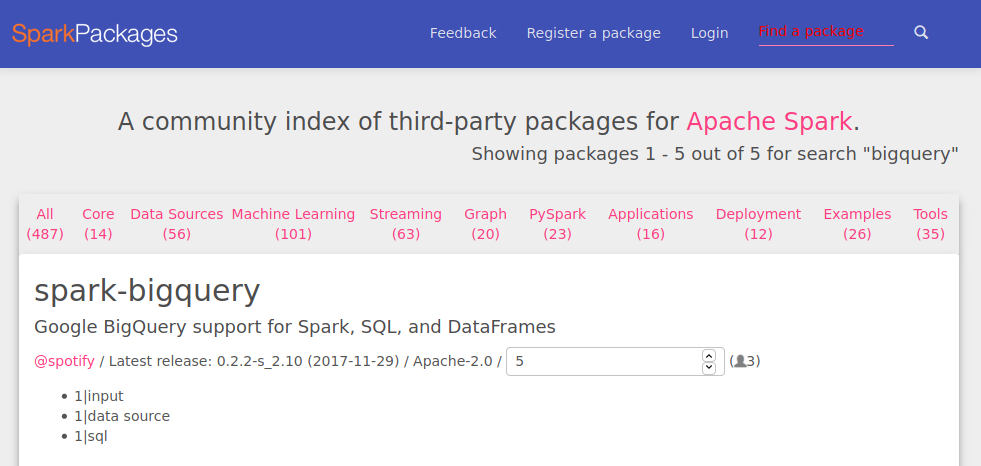 SparkPackages Feedback Register a package Login Find a package
A community index of third-party packages for Apache Spark.
Showing packages 1 - 5 out of 5 for search "bigquery"
All Core Data Sources Machine Learning Streaming Graph PySpark Applications Deployment Examples Tools
(487) (14) (56) (101) (63) (20) (23) (16) (12) (26) (35)
spark-bigquery
Google BigQuery support for Spark, SQL, and DataFrames
@spotify / Latest release: 0.2.2-s_2.10 (2017-11-29) / Apache-2.0 / 5 (3)
1|input
1|data source
1|sql